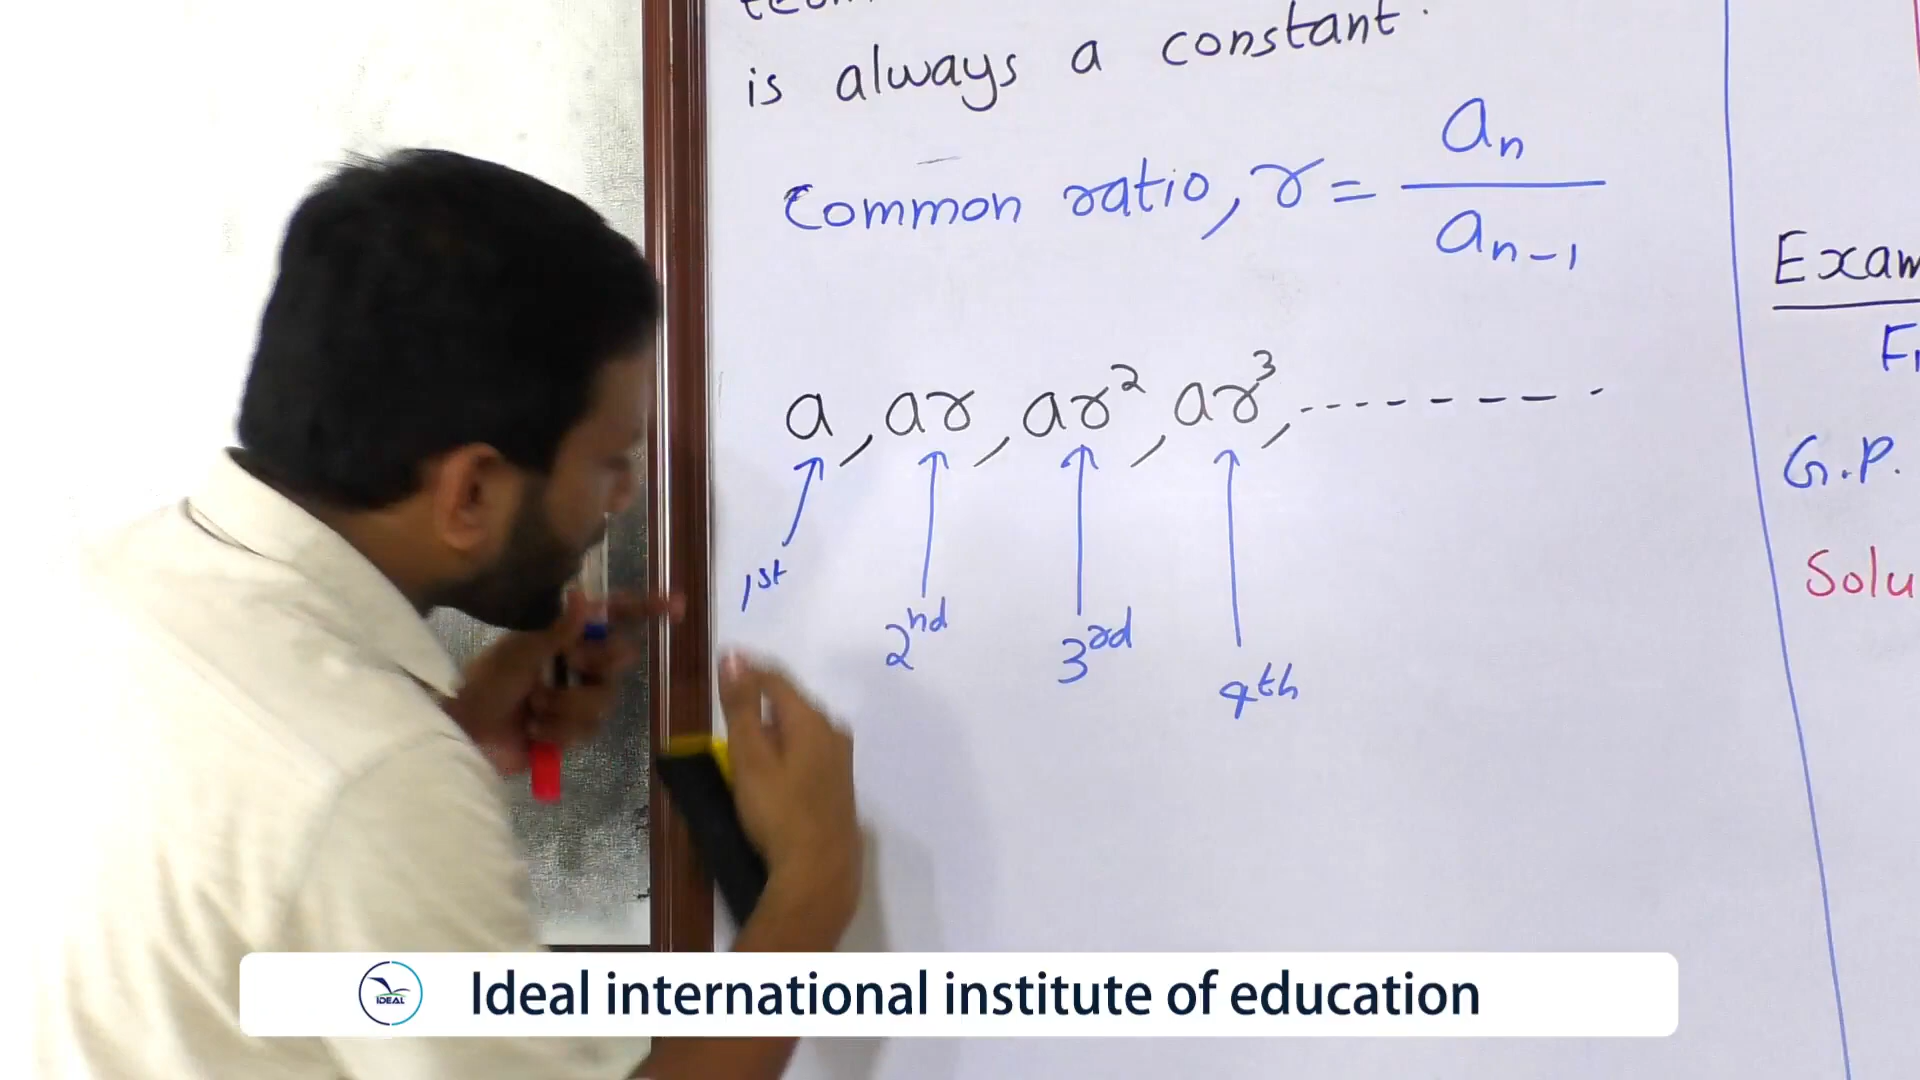 is always a constant.
Common ratio, r = aₙ / aₙ₋₁
a, ar, ar², ar³, --------
1st 2nd 3rd 4th
Exam
G.P.
Solu
IDEAL
Ideal international institute of education